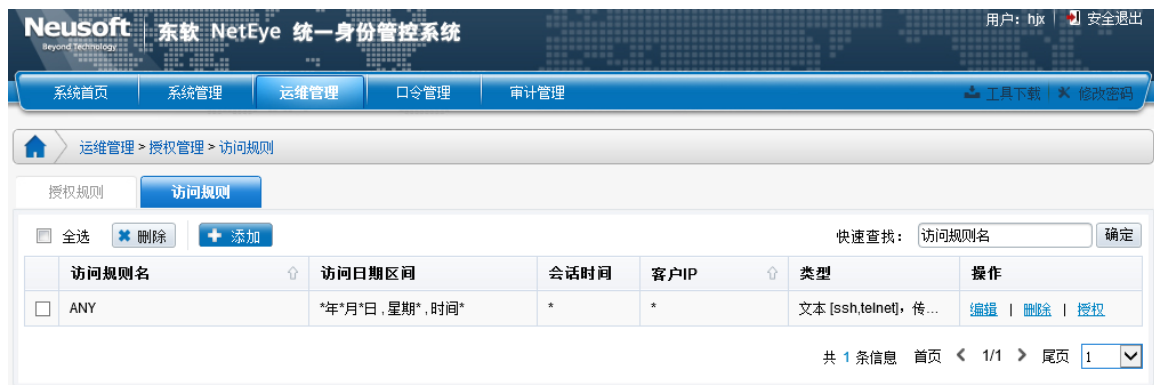 Neusoft 东软 NetEye 统一身份管控系统
Beyond Technology
用户：hjx | 安全退出
系统首页 系统管理 运维管理 口令管理 审计管理 工具下载 | 修改密码
运维管理 > 授权管理 > 访问规则
授权规则 访问规则
全选 删除 添加 快速查找： 访问规则名 确定
访问规则名 访问日期区间 会话时间 客户IP 类型 操作
ANY *年*月*日 , 星期* , 时间* * * 文本 [ssh,telnet]，传... 编辑 | 删除 | 授权
共 1 条信息 首页 < 1/1 > 尾页 1